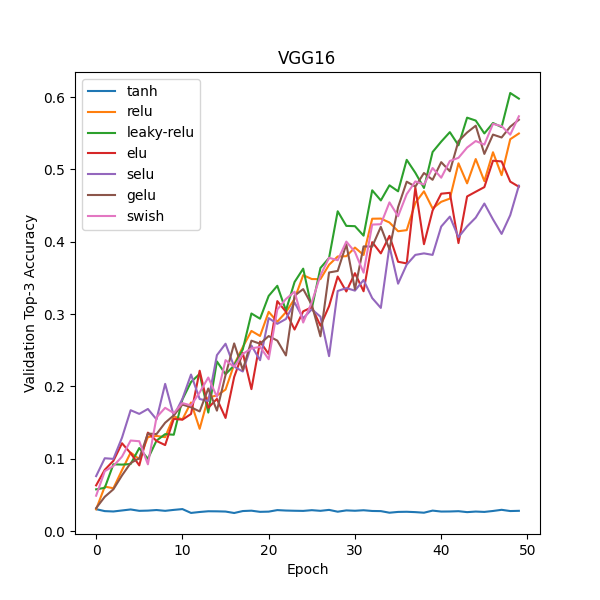 VGG16
tanh
relu
leaky-relu
elu
selu
gelu
swish
Validation Top-3 Accuracy
0.6
0.5
0.4
0.3
0.2
0.1
0.0
0 10 20 30 40 50
Epoch